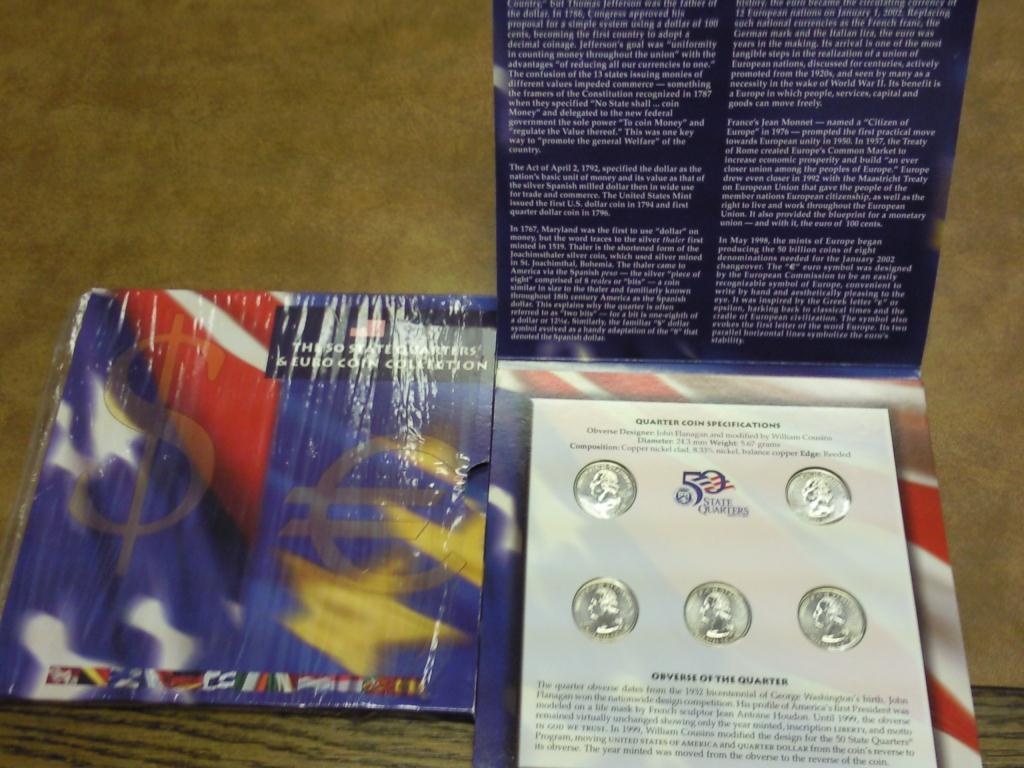 Country," but Thomas Jefferson was the father of
the dollar. In 1786, Congress approved his
proposal for a simple system using a dollar of 100
cents, becoming the first country to adopt a
decimal coinage. Jefferson's goal was "uniformity
in counting money throughout the union" with the
advantages "of reducing all our currencies to one."
The confusion of the 13 states issuing monies of
different values impeded commerce — something
the framers of the Constitution recognized in 1787
when they specified "No State shall ... coin
Money" and delegated to the new federal
government the sole power "To coin Money" and
"regulate the Value thereof." This was one key
way to "promote the general Welfare" of the
country.
The Act of April 2, 1792, specified the dollar as the
nation's basic unit of money and its value as that of
the silver Spanish milled dollar then in wide use
for trade and commerce. The United States Mint
issued the first U.S. dollar coin in 1794 and first
quarter dollar coin in 1796.
In 1767, Maryland was the first to use "dollar" on
money, but the word traces to the silver thaler first
minted in 1519. Thaler is the shortened form of the
Joachimsthaler silver coin, which used silver mined
in St. Joachimthal, Bohemia. The thaler came to
America via the Spanish peso — the silver "piece of
eight" comprised of 8 reales or "bits" — a coin
similar in size to the thaler and familiarly known
throughout 18th century America as the Spanish
dollar. This explains why the quarter is often
referred to as "two bits" — for a bit is one-eighth of
a dollar or 12½¢. Similarly, the familiar "$" dollar
symbol evolved as a handy adaptation of the "8" that
denoted the Spanish dollar.
history, the euro became the circulating currency of
12 European nations on January 1, 2002. Replacing
such national currencies as the French franc, the
German mark and the Italian lira, the euro was
years in the making. Its arrival is one of the most
tangible steps in the realization of a union of
European nations, discussed for centuries, actively
promoted from the 1920s, and seen by many as a
necessity in the wake of World War II. Its benefit is
a Europe in which people, services, capital and
goods can move freely.
France's Jean Monnet — named a "Citizen of
Europe" in 1976 — prompted the first practical move
towards European unity in 1950. In 1957, the Treaty
of Rome created Europe's Common Market to
increase economic prosperity and build "an ever
closer union among the peoples of Europe." Europe
drew even closer in 1992 with the Maastricht Treaty
on European Union that gave the people of the
member nations European citizenship, as well as the
right to live and work throughout the European
Union. It also provided the blueprint for a monetary
union — and with it, the euro of 100 cents.
In May 1998, the mints of Europe began
producing the 50 billion coins of eight
denominations needed for the January 2002
changeover. The "€" euro symbol was designed
by the European Commission to be an easily
recognizable symbol of Europe, convenient to
write by hand and aesthetically pleasing to the
eye. It was inspired by the Greek letter "e" or
epsilon, harking back to classical times and the
cradle of European civilization. The symbol also
evokes the first letter of the word Europe. Its two
parallel horizontal lines symbolize the euro's
stability.
$ €
THE 50 STATE QUARTERS®
& EURO COIN COLLECTION
QUARTER COIN SPECIFICATIONS
Obverse Designer: John Flanagan and modified by William Cousins
Diameter: 24.3 mm Weight: 5.67 grams
Composition: Copper nickel clad, 8.33% nickel, balance copper Edge: Reeded
50
STATE
QUARTERS
OBVERSE OF THE QUARTER
The quarter obverse dates from the 1932 bicentennial of George Washington's birth. John
Flanagan won the nationwide design competition. His profile of America's first President was
modeled on a life mask by French sculptor Jean Antoine Houdon. Until 1999, the obverse
remained virtually unchanged showing only the year minted, inscription LIBERTY, and motto
IN GOD WE TRUST. In 1999, William Cousins modified the design for the 50 State Quarters®
Program, moving UNITED STATES OF AMERICA and QUARTER DOLLAR from the coin's reverse to
its obverse. The year minted was moved from the obverse to the reverse of the coin.